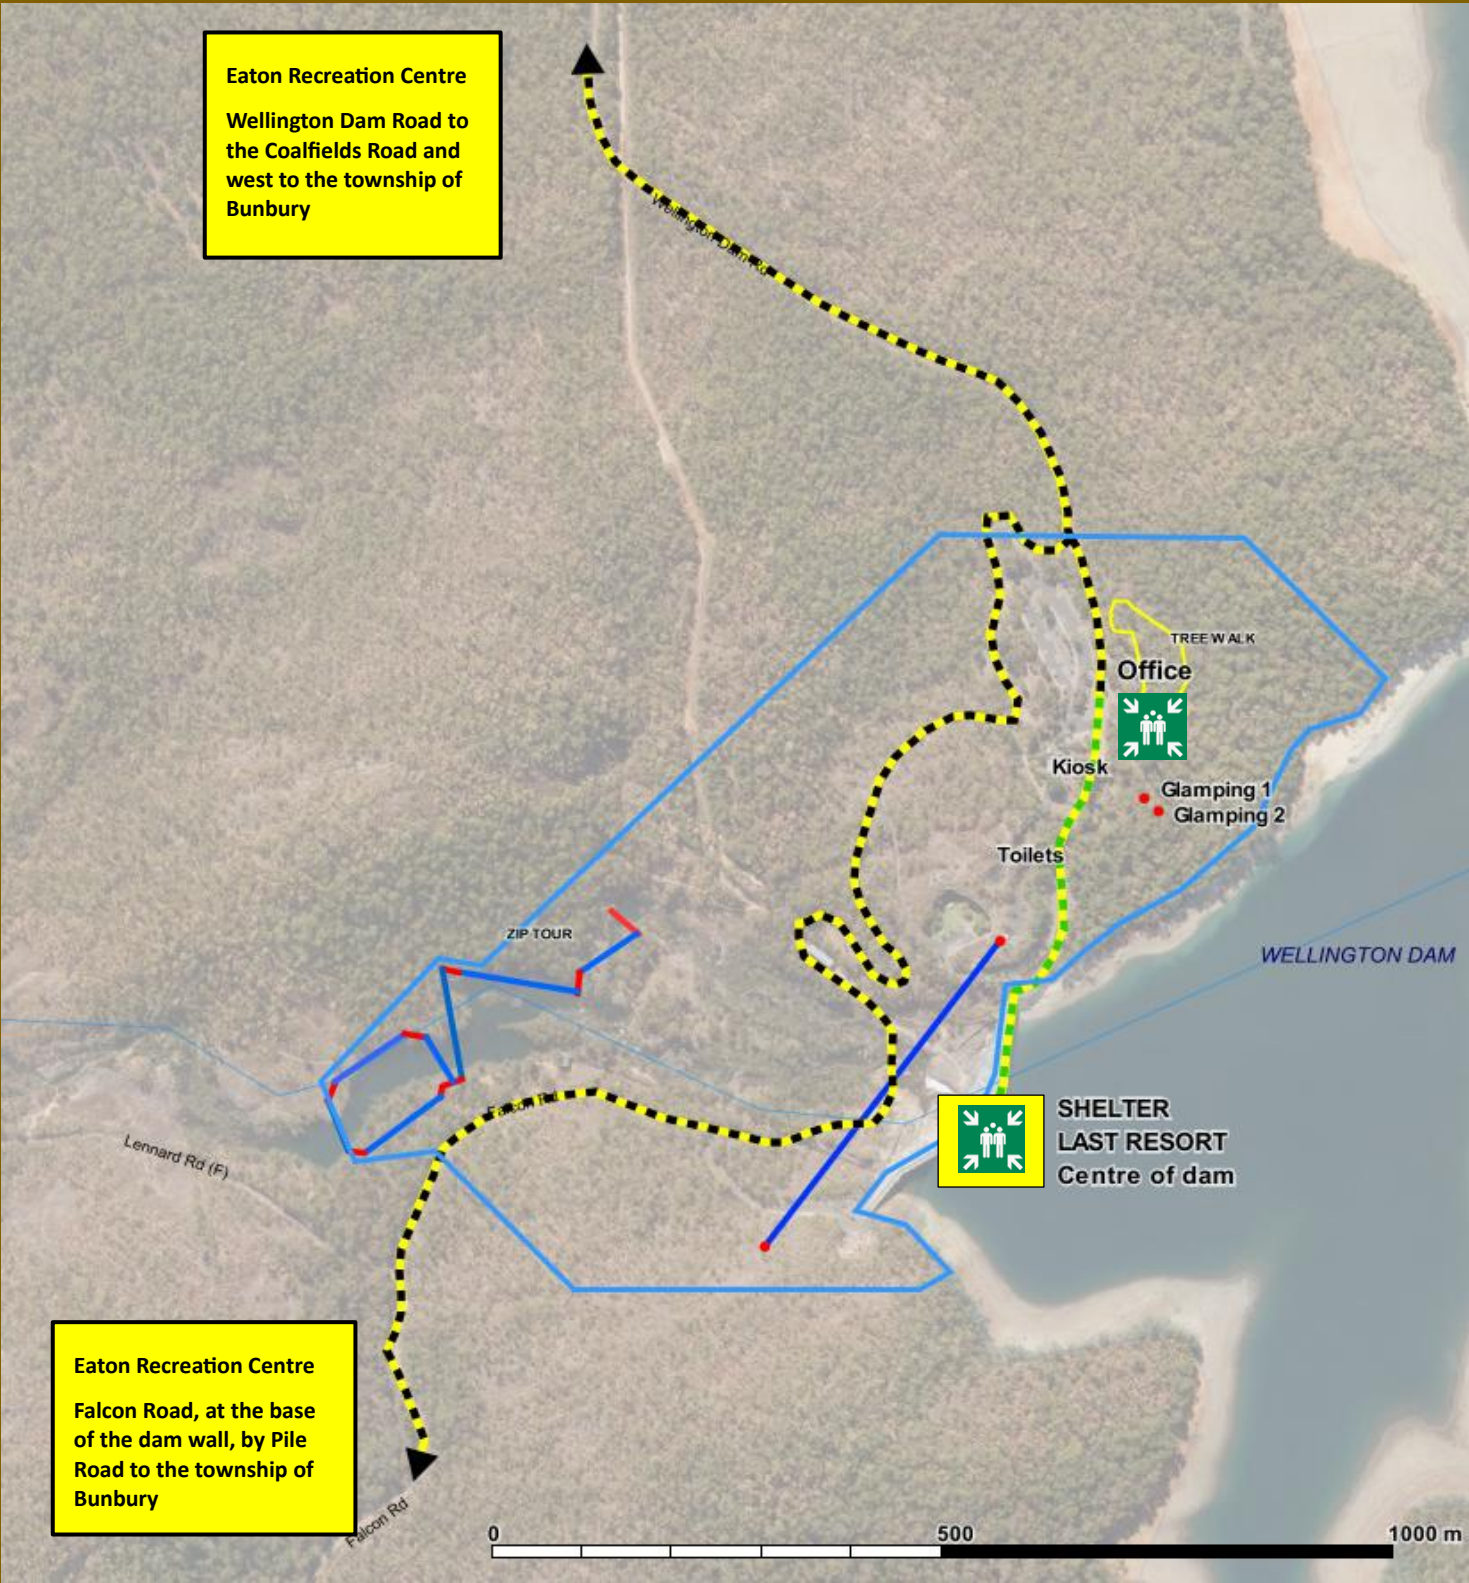 Eaton Recreation Centre
Wellington Dam Road to
the Coalfields Road and
west to the township of
Bunbury
Wellington Dam Rd
TREE WALK
Office
Kiosk
Glamping 1
Glamping 2
Toilets
ZIP TOUR
WELLINGTON DAM
Falcon Rd
SHELTER
LAST RESORT
Centre of dam
Lennard Rd (F)
Eaton Recreation Centre
Falcon Road, at the base
of the dam wall, by Pile
Road to the township of
Bunbury
Falcon Rd
0 500 1000 m